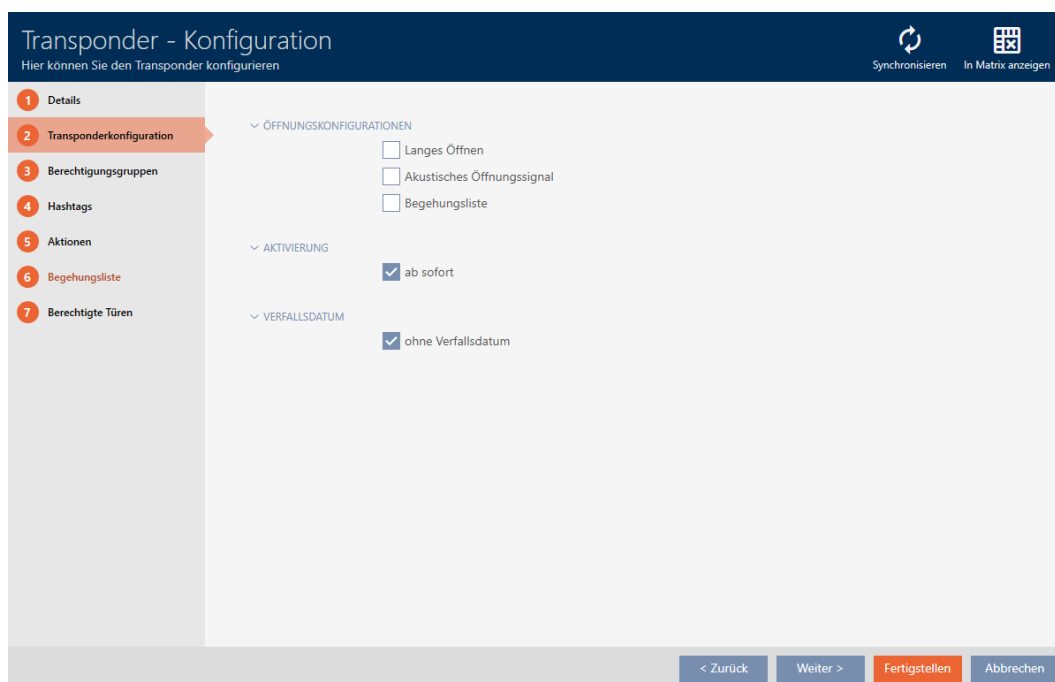 Transponder - Konfiguration
Hier können Sie den Transponder konfigurieren
Synchronisieren
In Matrix anzeigen
1 Details
2 Transponderkonfiguration
3 Berechtigungsgruppen
4 Hashtags
5 Aktionen
6 Begehungsliste
7 Berechtigte Türen
ÖFFNUNGSKONFIGURATIONEN
Langes Öffnen
Akustisches Öffnungssignal
Begehungsliste
AKTIVIERUNG
ab sofort
VERFALLSDATUM
ohne Verfallsdatum
< Zurück
Weiter >
Fertigstellen
Abbrechen